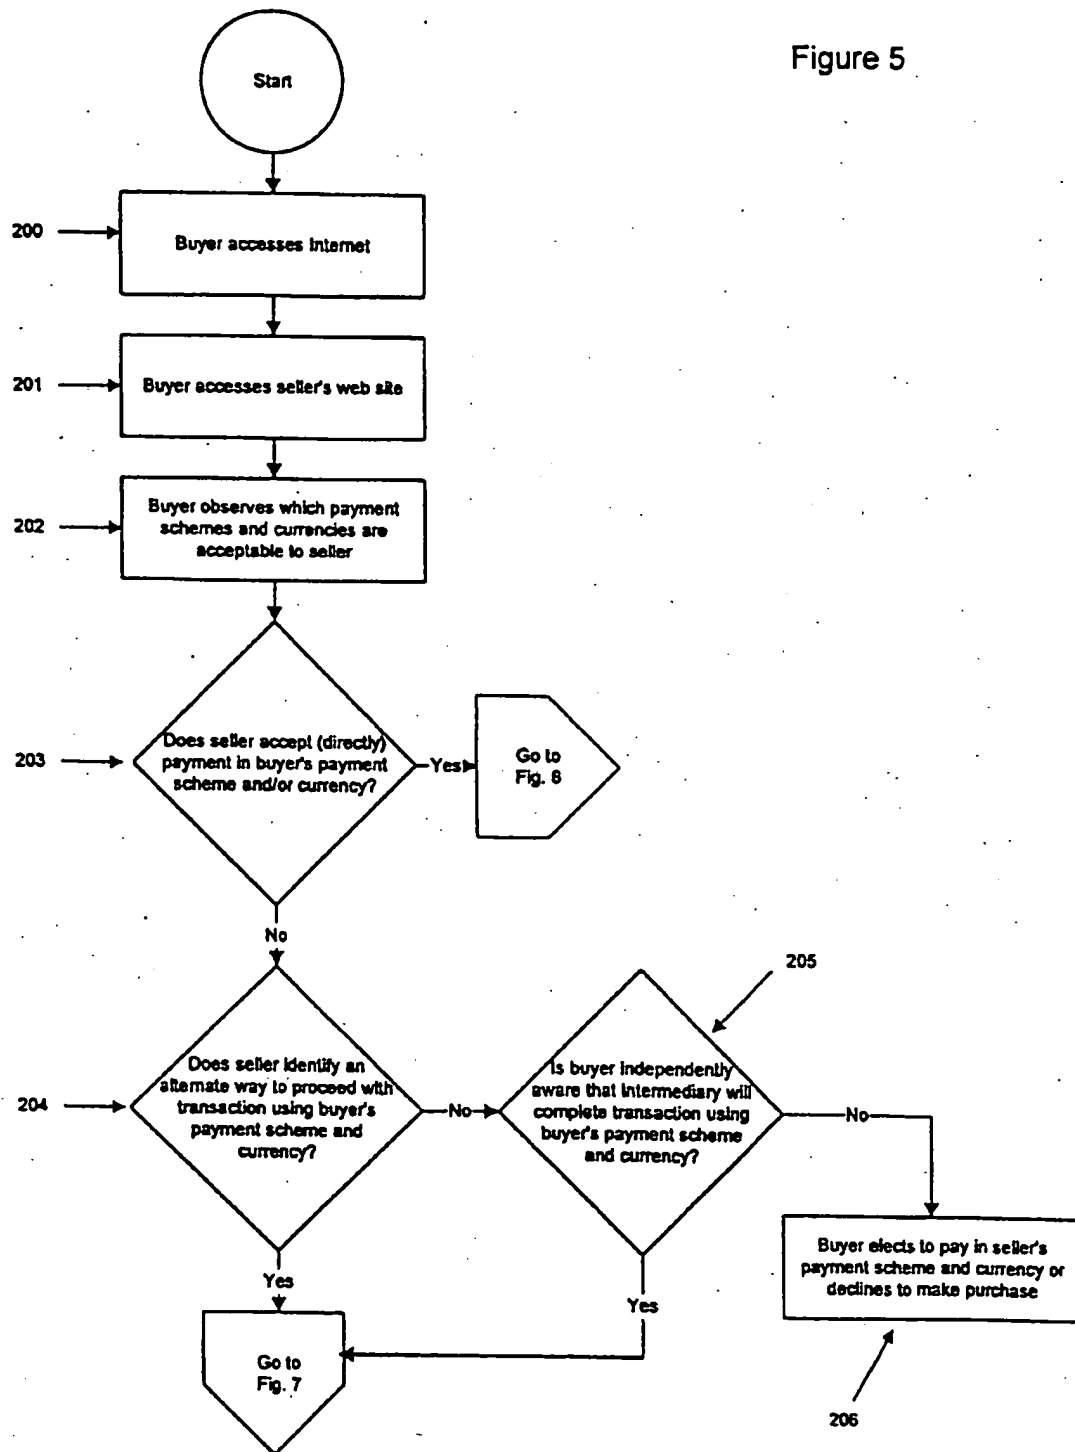 Figure 5
Start
200
Buyer accesses Internet
201
Buyer accesses seller's web site
202
Buyer observes which payment
schemes and currencies are
acceptable to seller
203
Does seller accept (directly)
payment in buyer's payment
scheme and/or currency?
Yes
Go to
Fig. 8
No
204
Does seller identify an
alternate way to proceed with
transaction using buyer's
payment scheme and
currency?
No
205
Is buyer independently
aware that intermediary will
complete transaction using
buyer's payment scheme
and currency?
No
Yes
Yes
Buyer elects to pay in seller's
payment scheme and currency or
declines to make purchase
Go to
Fig. 7
206